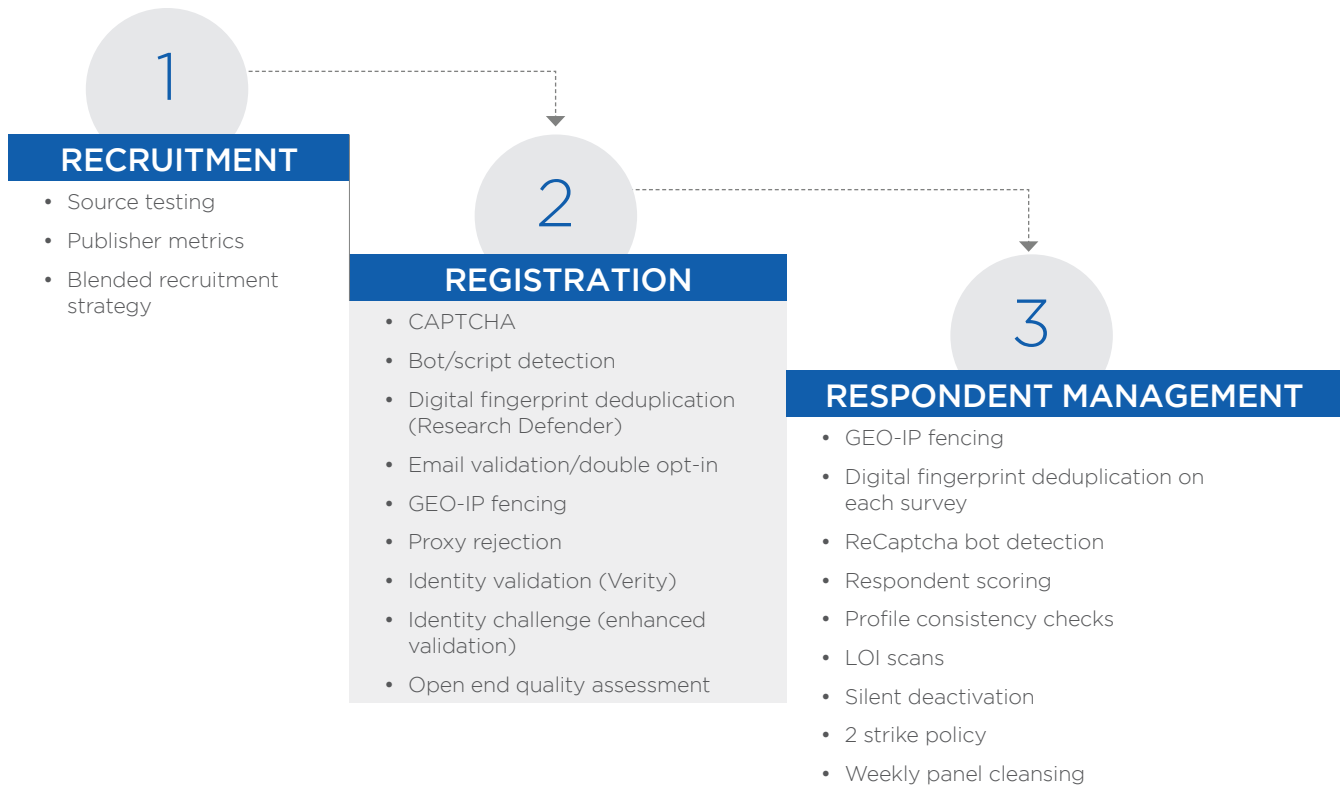 1
RECRUITMENT
• Source testing
• Publisher metrics
• Blended recruitment
strategy
2
REGISTRATION
• CAPTCHA
• Bot/script detection
• Digital fingerprint deduplication
(Research Defender)
• Email validation/double opt-in
• GEO-IP fencing
• Proxy rejection
• Identity validation (Verity)
• Identity challenge (enhanced
validation)
• Open end quality assessment
3
RESPONDENT MANAGEMENT
• GEO-IP fencing
• Digital fingerprint deduplication on
each survey
• ReCaptcha bot detection
• Respondent scoring
• Profile consistency checks
• LOI scans
• Silent deactivation
• 2 strike policy
• Weekly panel cleansing